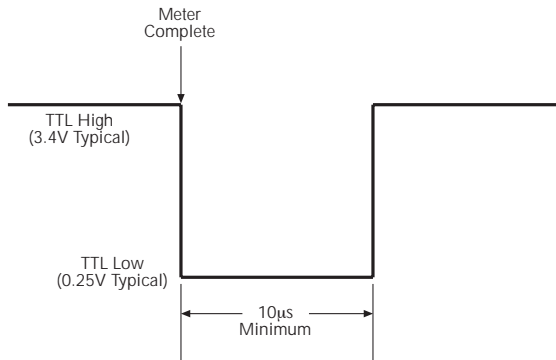 Meter
Complete
TTL High
(3.4V Typical)
TTL Low
(0.25V Typical)
10µs
Minimum